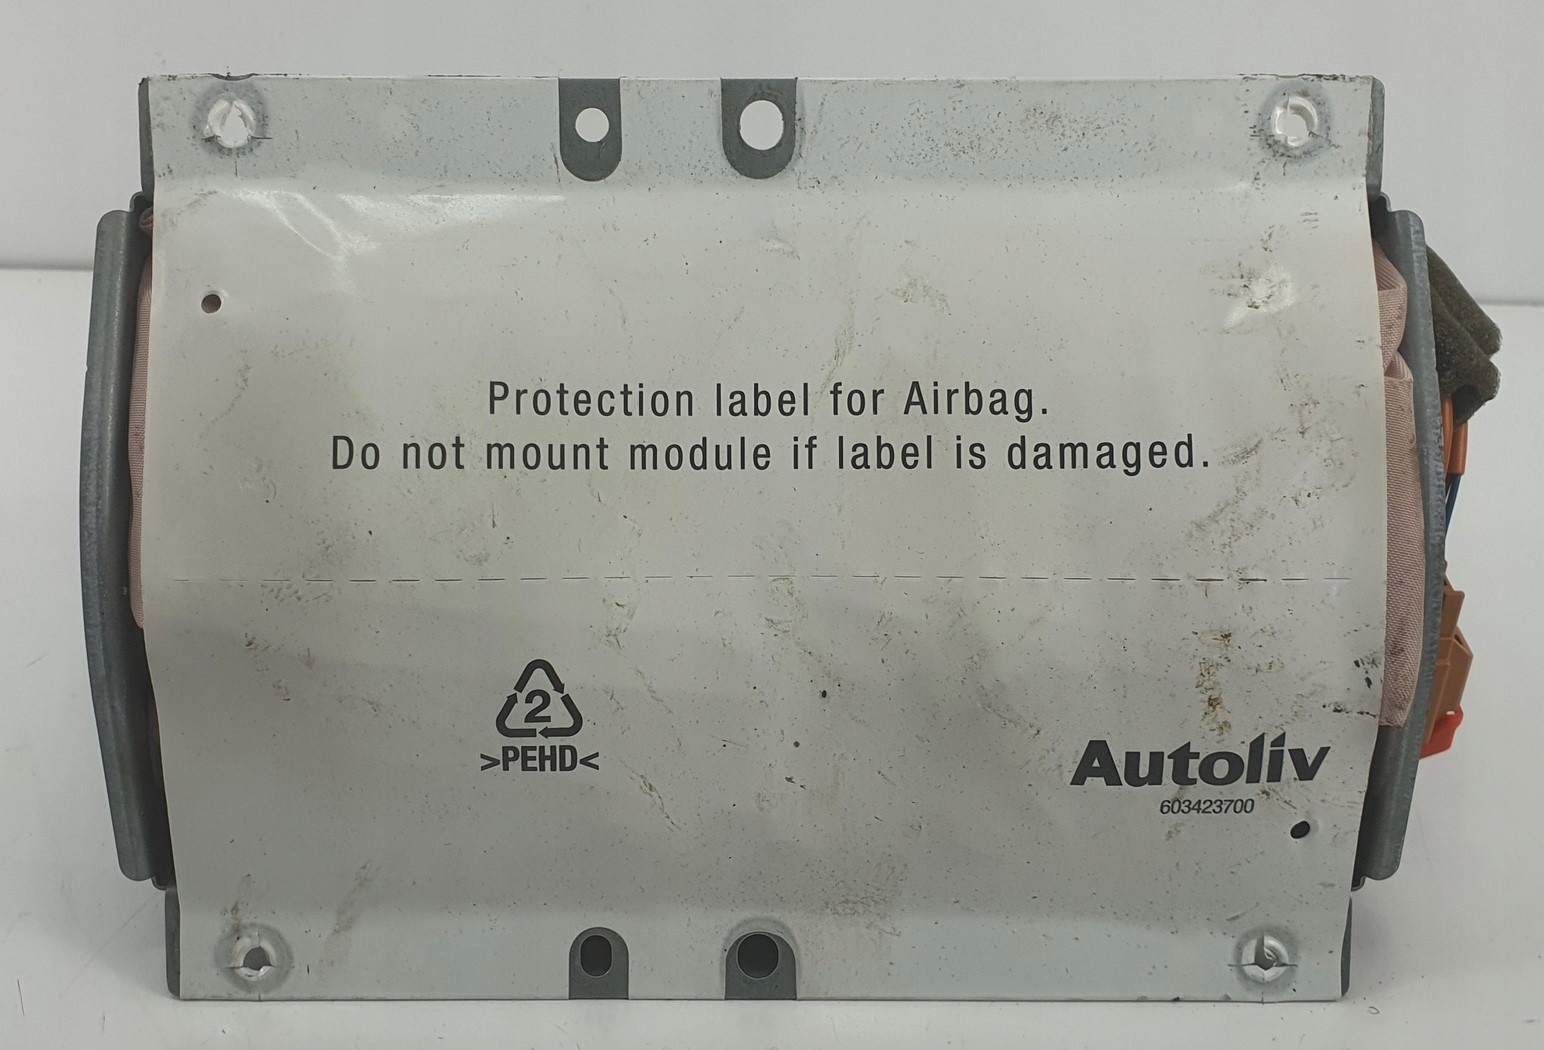 Protection label for Airbag.
Do not mount module if label is damaged.
2
>PEHD<
Autoliv
603423700